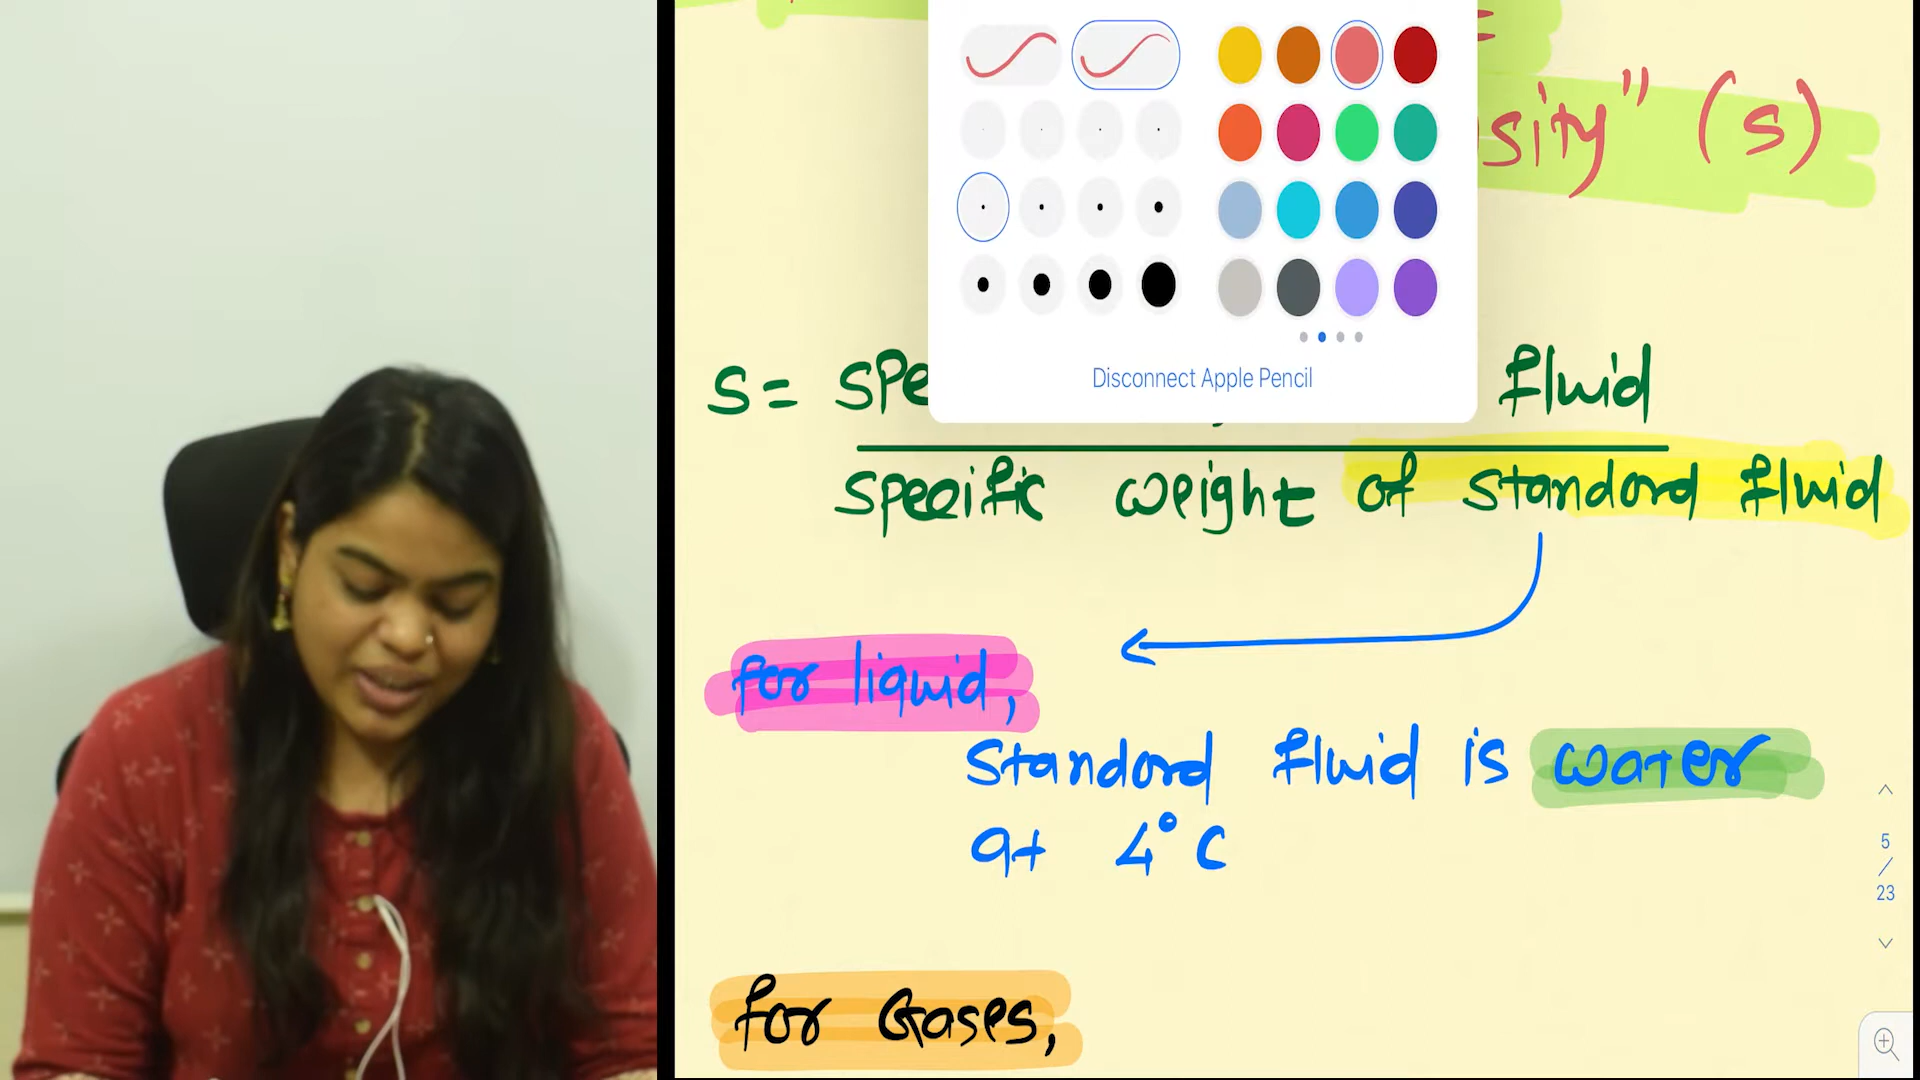 sity" (s)
Disconnect Apple Pencil
S = spe fluid
specific weight of standard fluid
for liquid,
Standard fluid is water
at 4° C
5
/
23
for Gases,